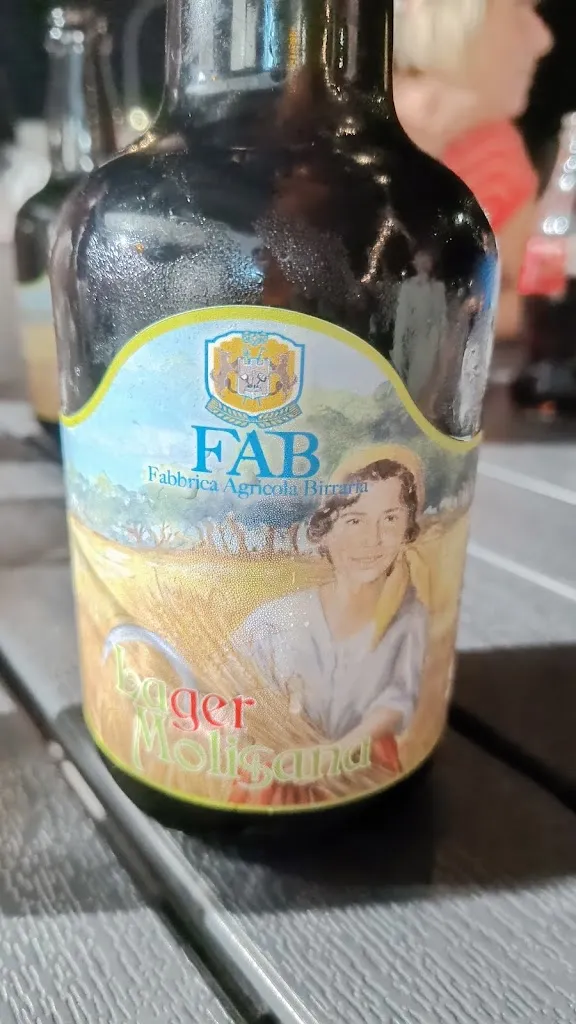 FAB
Fabbrica Agricola Birraria
Lager
Molisana